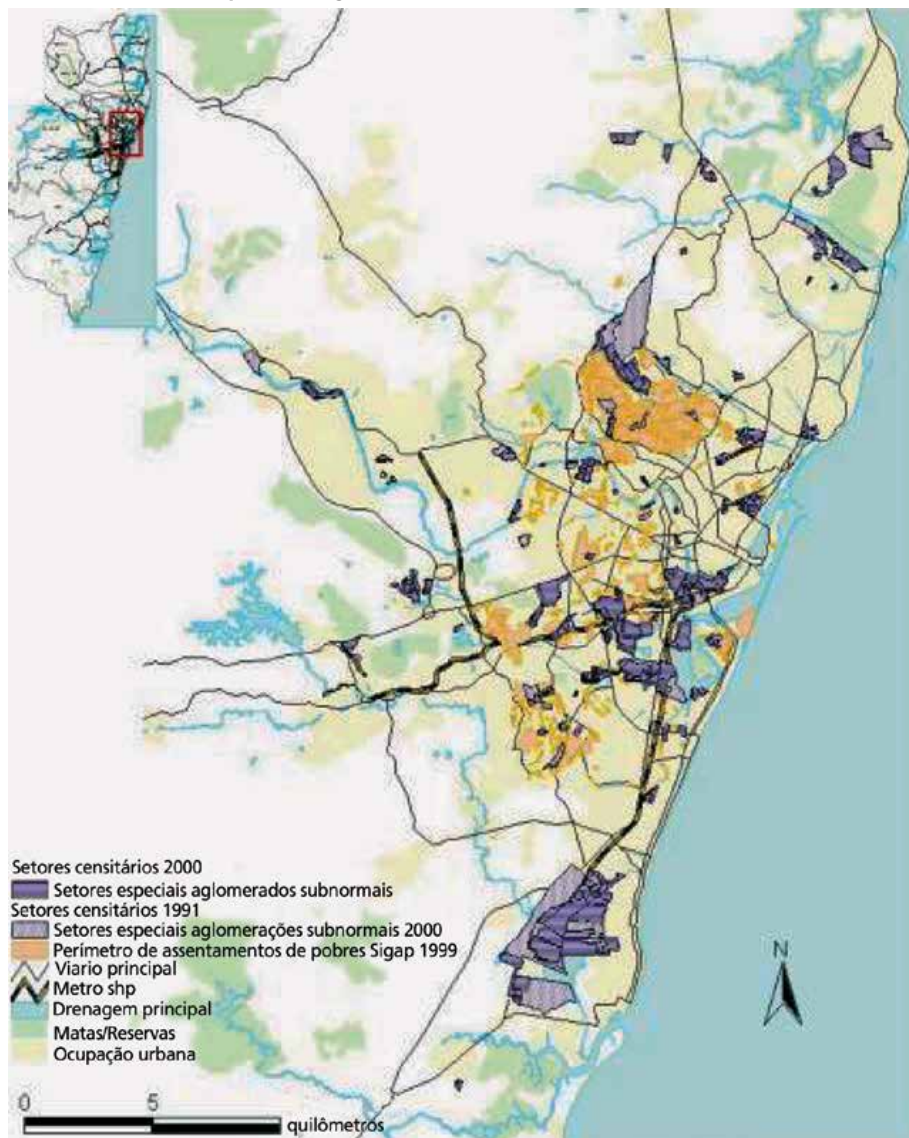 N
Setores censitários 2000
Setores especiais aglomerados subnormais
Setores censitários 1991
Setores especiais aglomerações subnormais 2000
Perímetro de assentamentos de pobres Sigap 1999
Viario principal
Metro shp
Drenagem principal
Matas/Reservas
Ocupação urbana
0 5
quilômetros